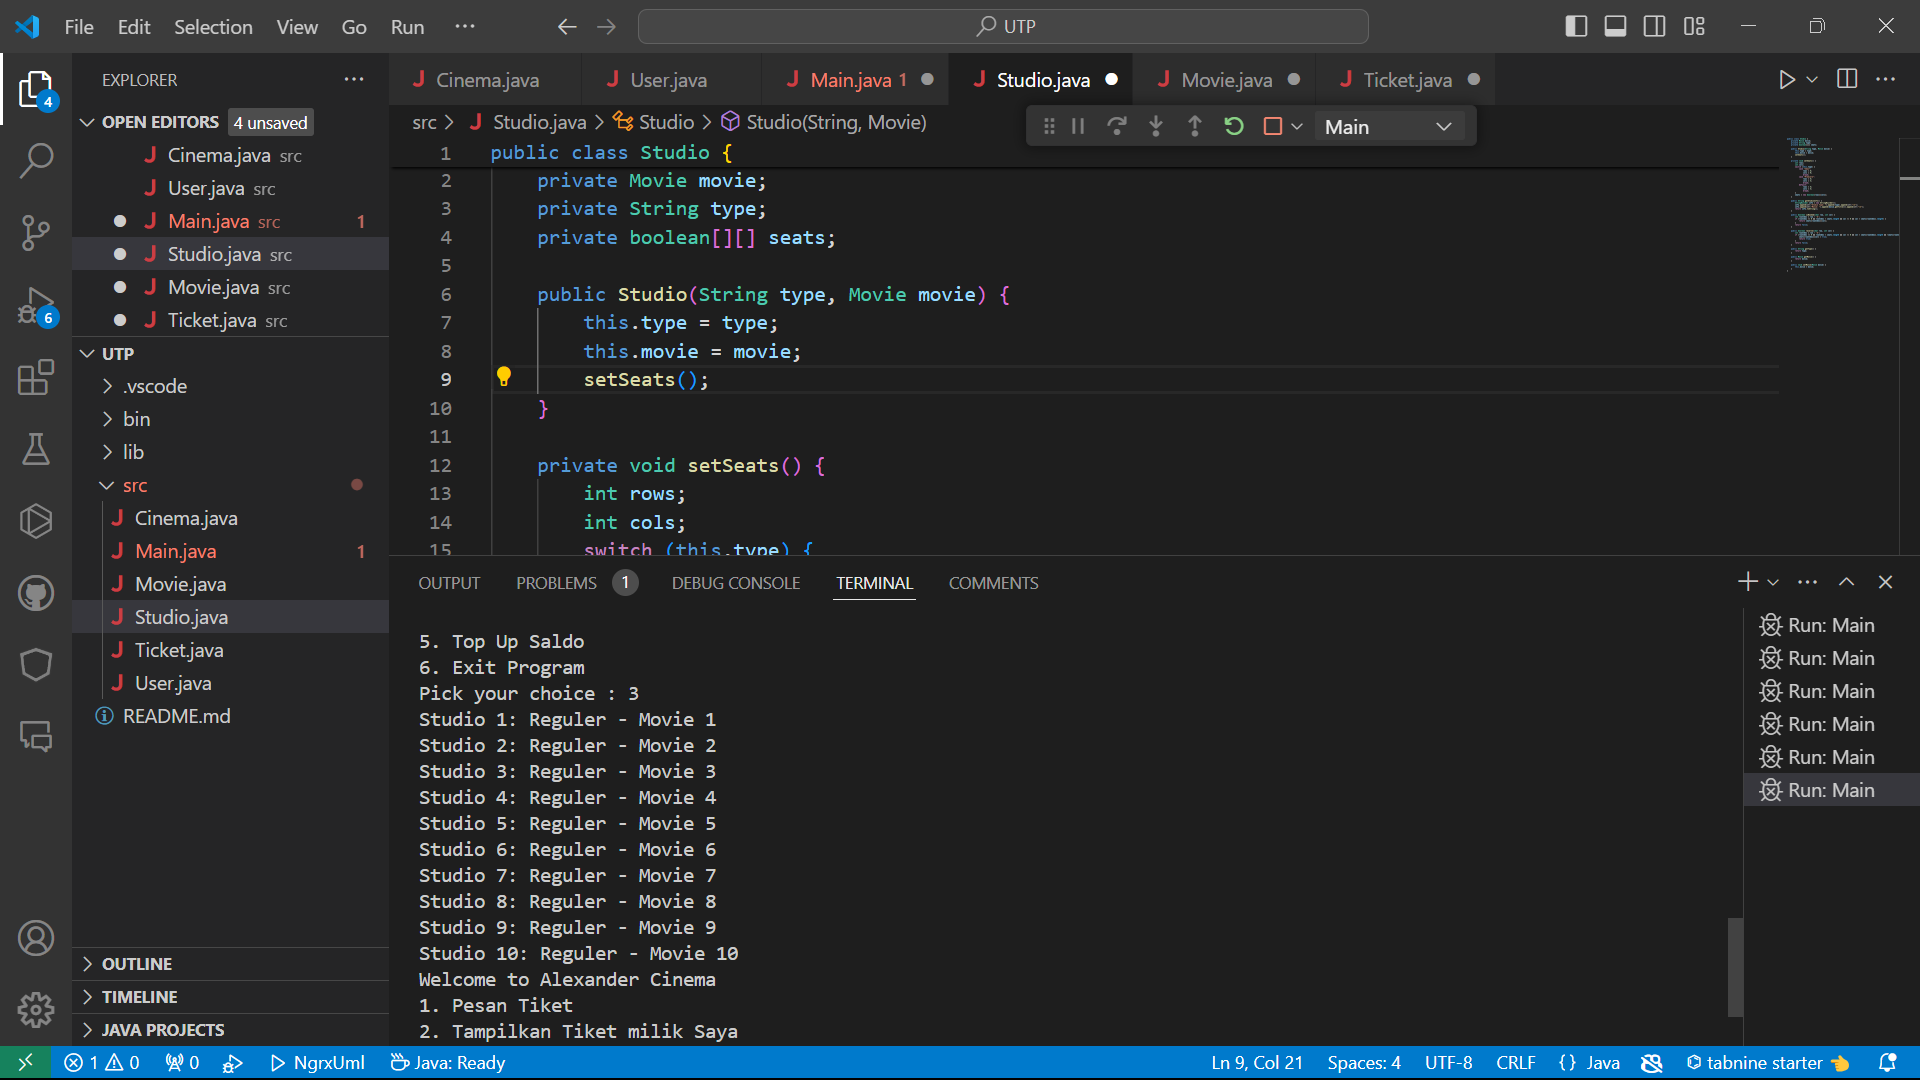 File Edit Selection View Go Run ···
UTP
EXPLORER
OPEN EDITORS 4 unsaved
Cinema.java src
User.java src
Main.java src 1
Studio.java src
Movie.java src
Ticket.java src
UTP
.vscode
bin
lib
src
Cinema.java
Main.java 1
Movie.java
Studio.java
Ticket.java
User.java
README.md
OUTLINE
TIMELINE
JAVA PROJECTS
4
6
Cinema.java User.java Main.java 1 Studio.java Movie.java Ticket.java
src > Studio.java > Studio > Studio(String, Movie)
Main
1 public class Studio {
2 private Movie movie;
3 private String type;
4 private boolean[][] seats;
5
6 public Studio(String type, Movie movie) {
7 this.type = type;
8 this.movie = movie;
9 setSeats();
10 }
11
12 private void setSeats() {
13 int rows;
14 int cols;
15 switch (this.type) {
OUTPUT PROBLEMS 1 DEBUG CONSOLE TERMINAL COMMENTS
5. Top Up Saldo
6. Exit Program
Pick your choice : 3
Studio 1: Reguler - Movie 1
Studio 2: Reguler - Movie 2
Studio 3: Reguler - Movie 3
Studio 4: Reguler - Movie 4
Studio 5: Reguler - Movie 5
Studio 6: Reguler - Movie 6
Studio 7: Reguler - Movie 7
Studio 8: Reguler - Movie 8
Studio 9: Reguler - Movie 9
Studio 10: Reguler - Movie 10
Welcome to Alexander Cinema
1. Pesan Tiket
2. Tampilkan Tiket milik Saya
Run: Main
Run: Main
Run: Main
Run: Main
Run: Main
Run: Main
1 0 0 NgrxUml Java: Ready Ln 9, Col 21 Spaces: 4 UTF-8 CRLF {} Java tabnine starter